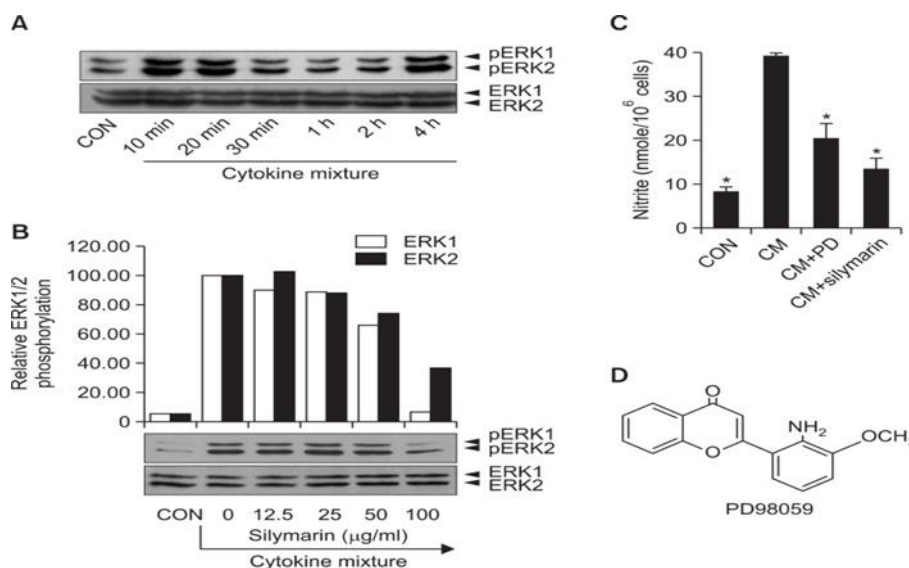 A
pERK1
pERK2
ERK1
ERK2
CON 10 min 20 min 30 min 1 h 2 h 4 h
Cytokine mixture
B
ERK1
ERK2
Relative ERK1/2
phosphorylation
100.00
80.00
60.00
40.00
20.00
0
pERK1
pERK2
ERK1
ERK2
CON 0 12.5 25 50 100
Silymarin (μg/ml)
Cytokine mixture
C
Nitrite (nmole/10⁶ cells)
40
30
20
10
0
* * *
CON CM CM+PD CM+silymarin
D
O
NH₂
OCH
O
PD98059